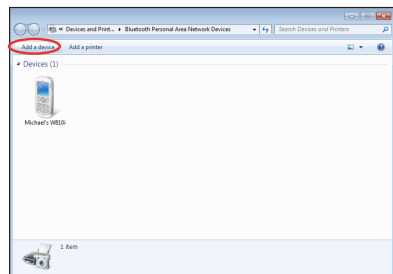 « Devices and Print... ▸ Bluetooth Personal Area Network Devices
Search Devices and Printers
Add a device
Add a printer
Devices (1)
Michael's W810i
1 item